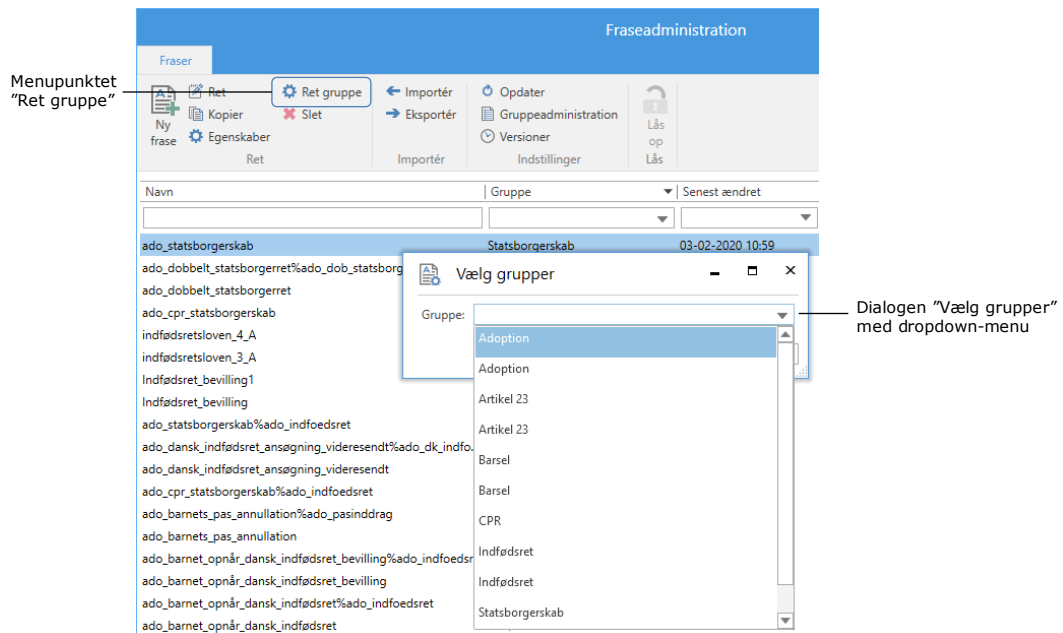 Fraseadministration
Fraser
Menupunktet
”Ret gruppe”
Ny
frase
Ret
Kopier
Egenskaber
Ret gruppe
Slet
Ret
Importér
Eksportér
Importér
Opdater
Gruppeadministration
Versioner
Indstillinger
Lås
op
Lås
Navn Gruppe Senest ændret
ado_statsborgerskab Statsborgerskab 03-02-2020 10:59
ado_dobbelt_statsborgerret%ado_dob_statsborg
ado_dobbelt_statsborgerret
ado_cpr_statsborgerskab
indfødsretsloven_4_A
indfødsretsloven_3_A
Indfødsret_bevilling1
Indfødsret_bevilling
ado_statsborgerskab%ado_indfoedsret
ado_dansk_indfødsret_ansøgning_videresendt%ado_dk_indfo.
ado_dansk_indfødsret_ansøgning_videresendt
ado_cpr_statsborgerskab%ado_indfoedsret
ado_barnets_pas_annullation%ado_pasinddrag
ado_barnets_pas_annullation
ado_barnet_opnår_dansk_indfødsret_bevilling%ado_indfoedsr
ado_barnet_opnår_dansk_indfødsret_bevilling
ado_barnet_opnår_dansk_indfødsret%ado_indfoedsret
ado_barnet_opnår_dansk_indfødsret
Vælg grupper
Gruppe:
Adoption
Adoption
Artikel 23
Artikel 23
Barsel
Barsel
CPR
Indfødsret
Indfødsret
Statsborgerskab
Dialogen ”Vælg grupper”
med dropdown-menu